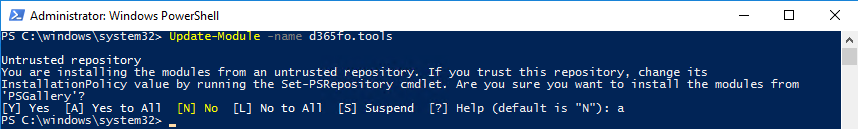 Administrator: Windows PowerShell
PS C:\windows\system32> Update-Module -name d365fo.tools
Untrusted repository
You are installing the modules from an untrusted repository. If you trust this repository, change its
InstallationPolicy value by running the Set-PSRepository cmdlet. Are you sure you want to install the modules from
'PSGallery'?
[Y] Yes  [A] Yes to All  [N] No  [L] No to All  [S] Suspend  [?] Help (default is "N"): a
PS C:\windows\system32>